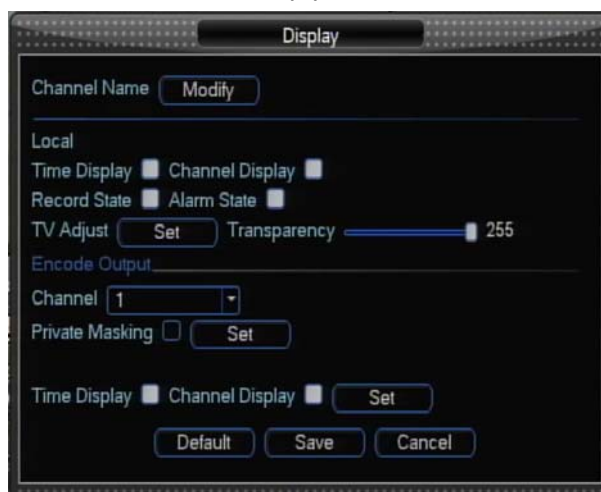 Display
Channel Name Modify
Local
Time Display Channel Display
Record State Alarm State
TV Adjust Set Transparency 255
Encode Output
Channel 1
Private Masking Set
Time Display Channel Display Set
Default Save Cancel